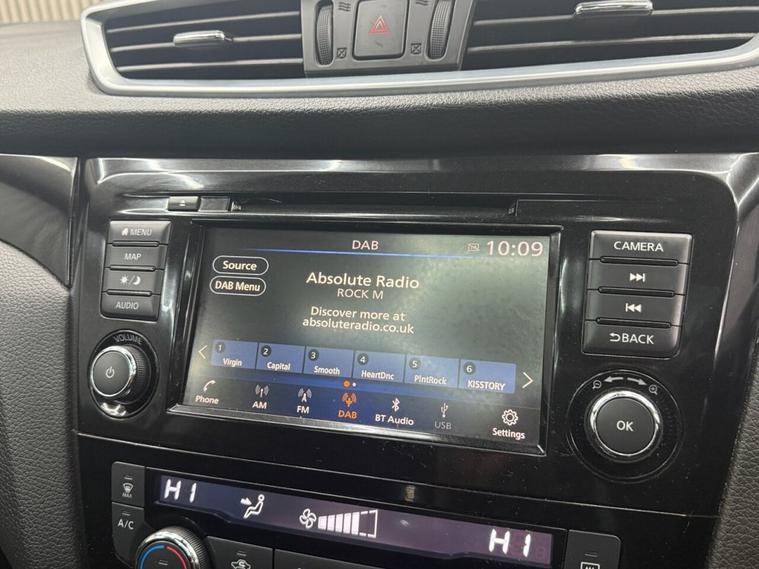 DAB
10:09
MENU
MAP
AUDIO
VOLUME
Source
DAB Menu
Absolute Radio
ROCK M
Discover more at
absoluteradio.co.uk
1 Virgin
2 Capital
3 Smooth
4 HeartDnc
5 PlntRock
6 KISSTORY
Phone
AM
FM
DAB
BT Audio
USB
Settings
CAMERA
BACK
OK
MAX
A/C
HI
HI